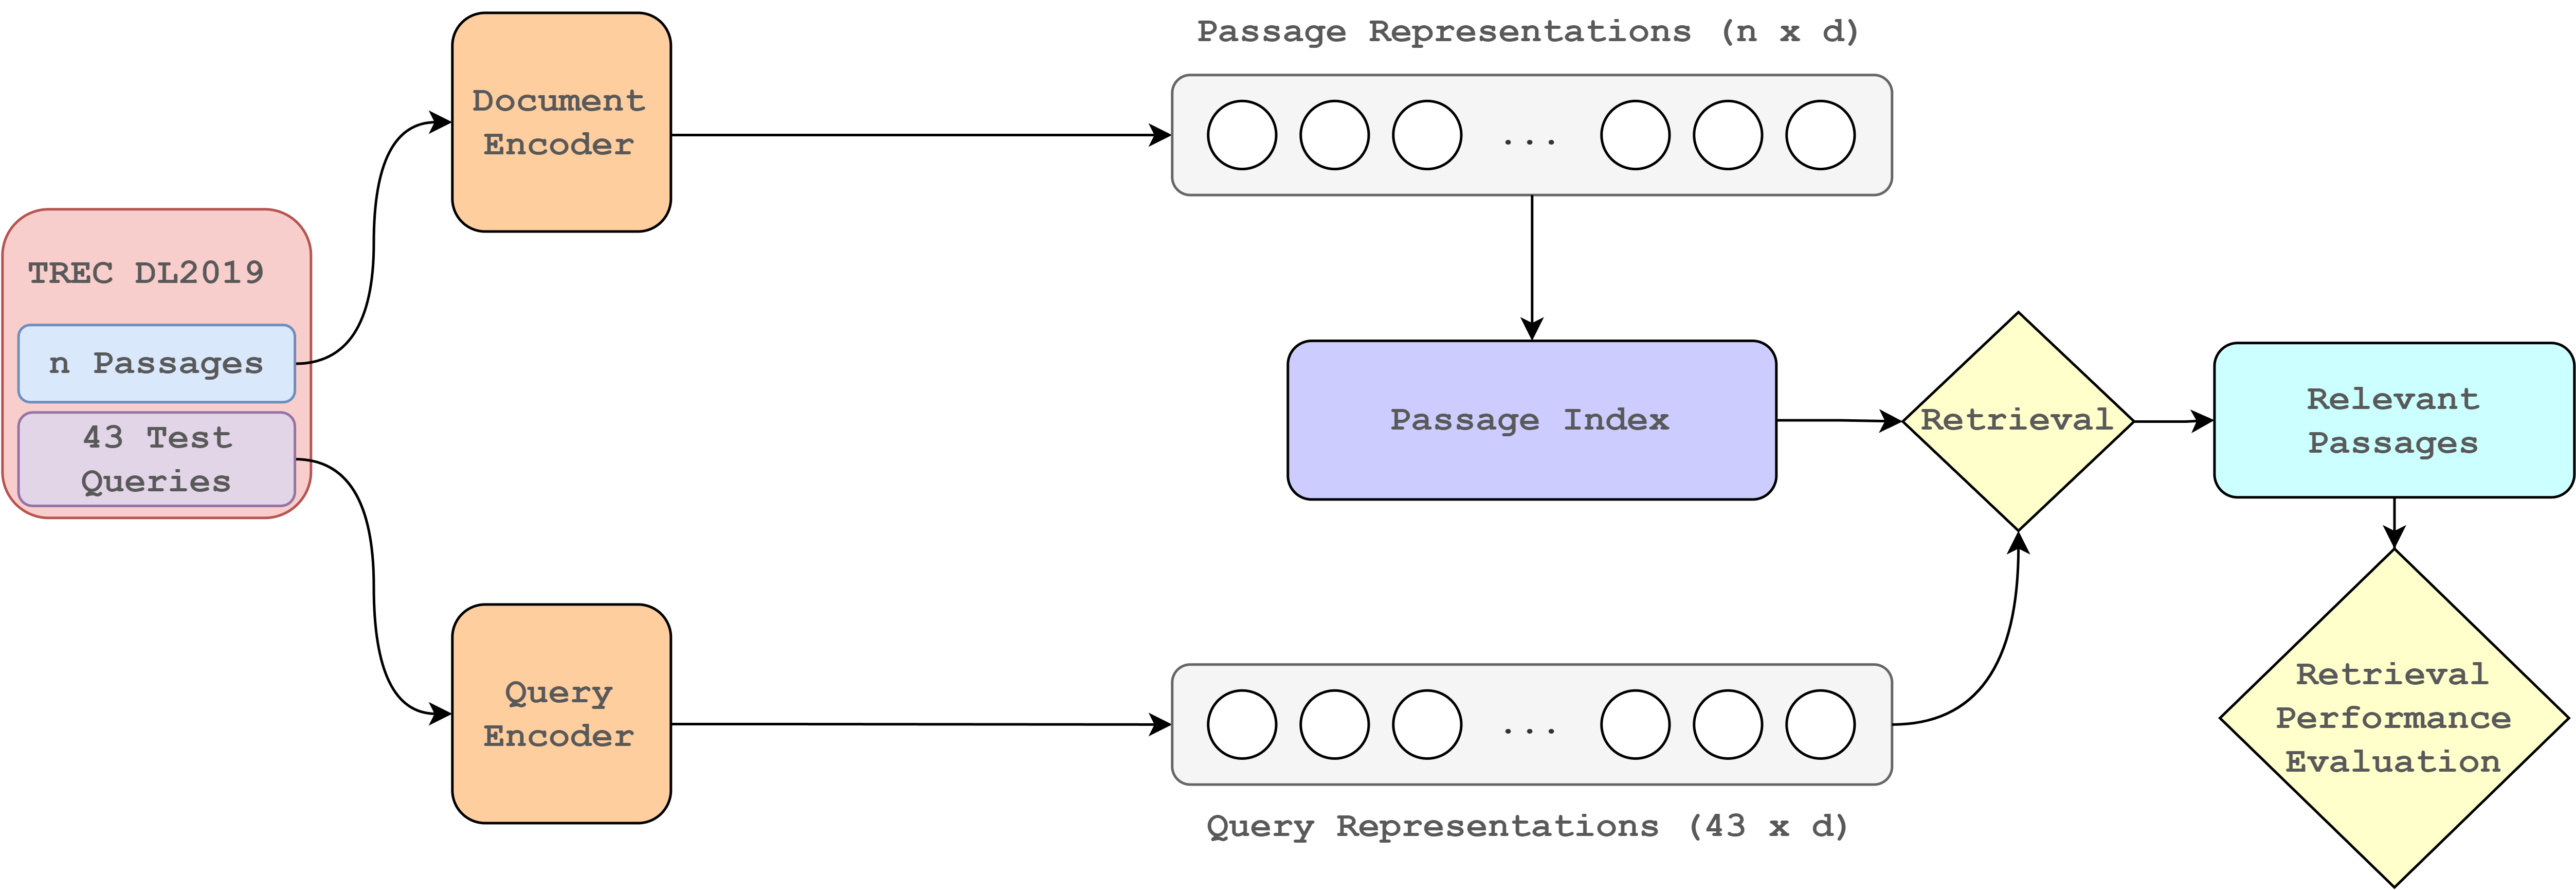 Passage Representations (n x d)
Document
Encoder
...
TREC DL2019
n Passages
43 Test
Queries
Passage Index
Retrieval
Relevant
Passages
Query
Encoder
...
Query Representations (43 x d)
Retrieval
Performance
Evaluation